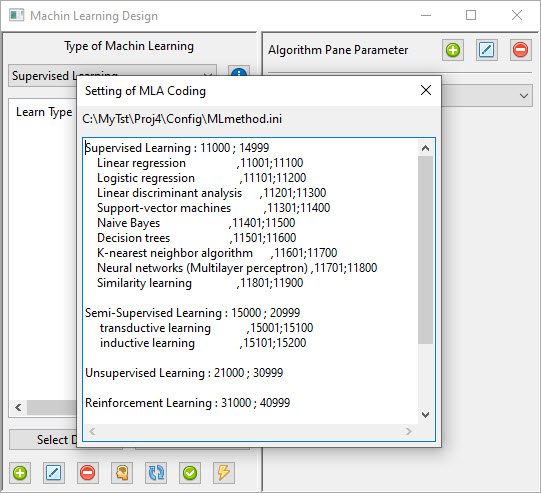 Machin Learning Design
Type of Machin Learning
Algorithm Pane Parameter
Supervised Learning
Learn Type
Setting of MLA Coding
C:\MyTst\Proj4\Config\MLmethod.ini
Supervised Learning : 11000 ; 14999
Linear regression ,11001;11100
Logistic regression ,11101;11200
Linear discriminant analysis ,11201;11300
Support-vector machines ,11301;11400
Naive Bayes ,11401;11500
Decision trees ,11501;11600
K-nearest neighbor algorithm ,11601;11700
Neural networks (Multilayer perceptron) ,11701;11800
Similarity learning ,11801;11900
Semi-Supervised Learning : 15000 ; 20999
transductive learning ,15001;15100
inductive learning ,15101;15200
Unsupervised Learning : 21000 ; 30999
Reinforcement Learning : 31000 ; 40999
Select